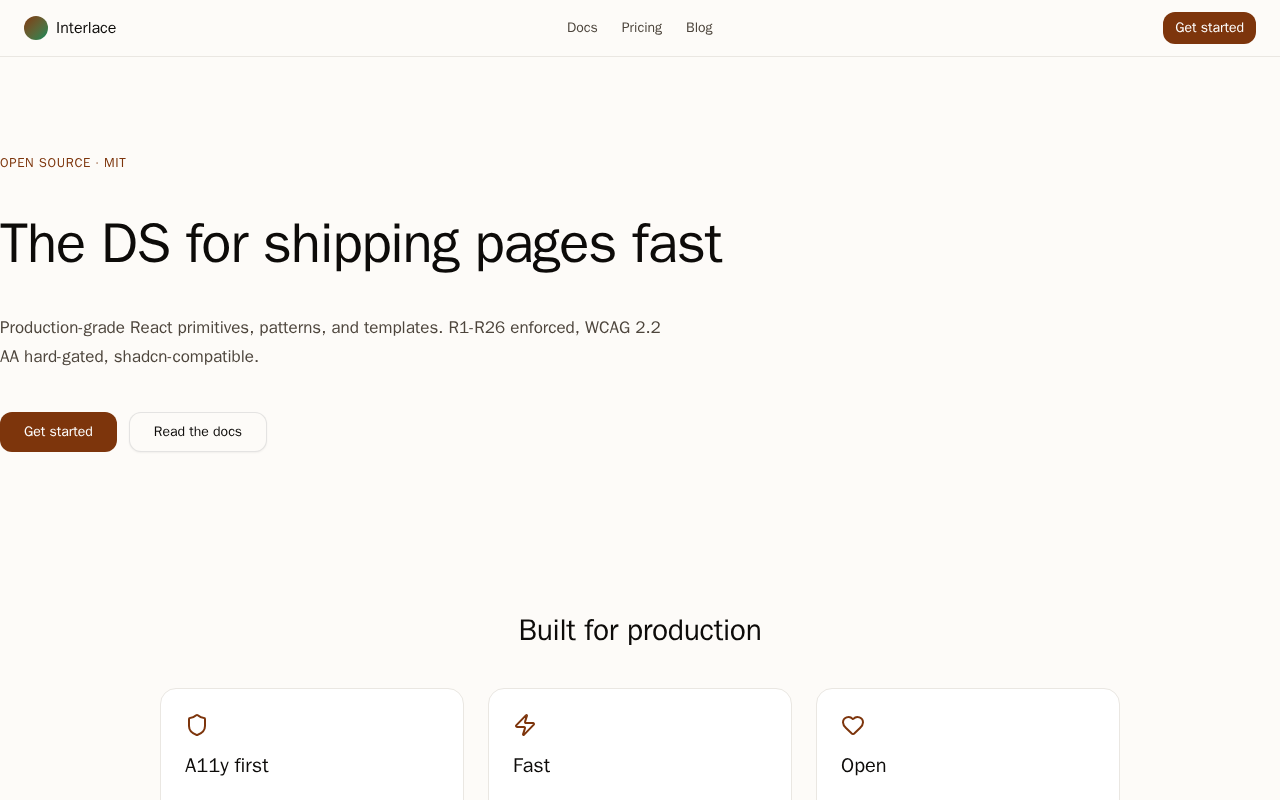 Interlace
Docs
Pricing
Blog
Get started
OPEN SOURCE · MIT
The DS for shipping pages fast
Production-grade React primitives, patterns, and templates. R1-R26 enforced, WCAG 2.2
AA hard-gated, shadcn-compatible.
Get started
Read the docs
Built for production
A11y first
Fast
Open